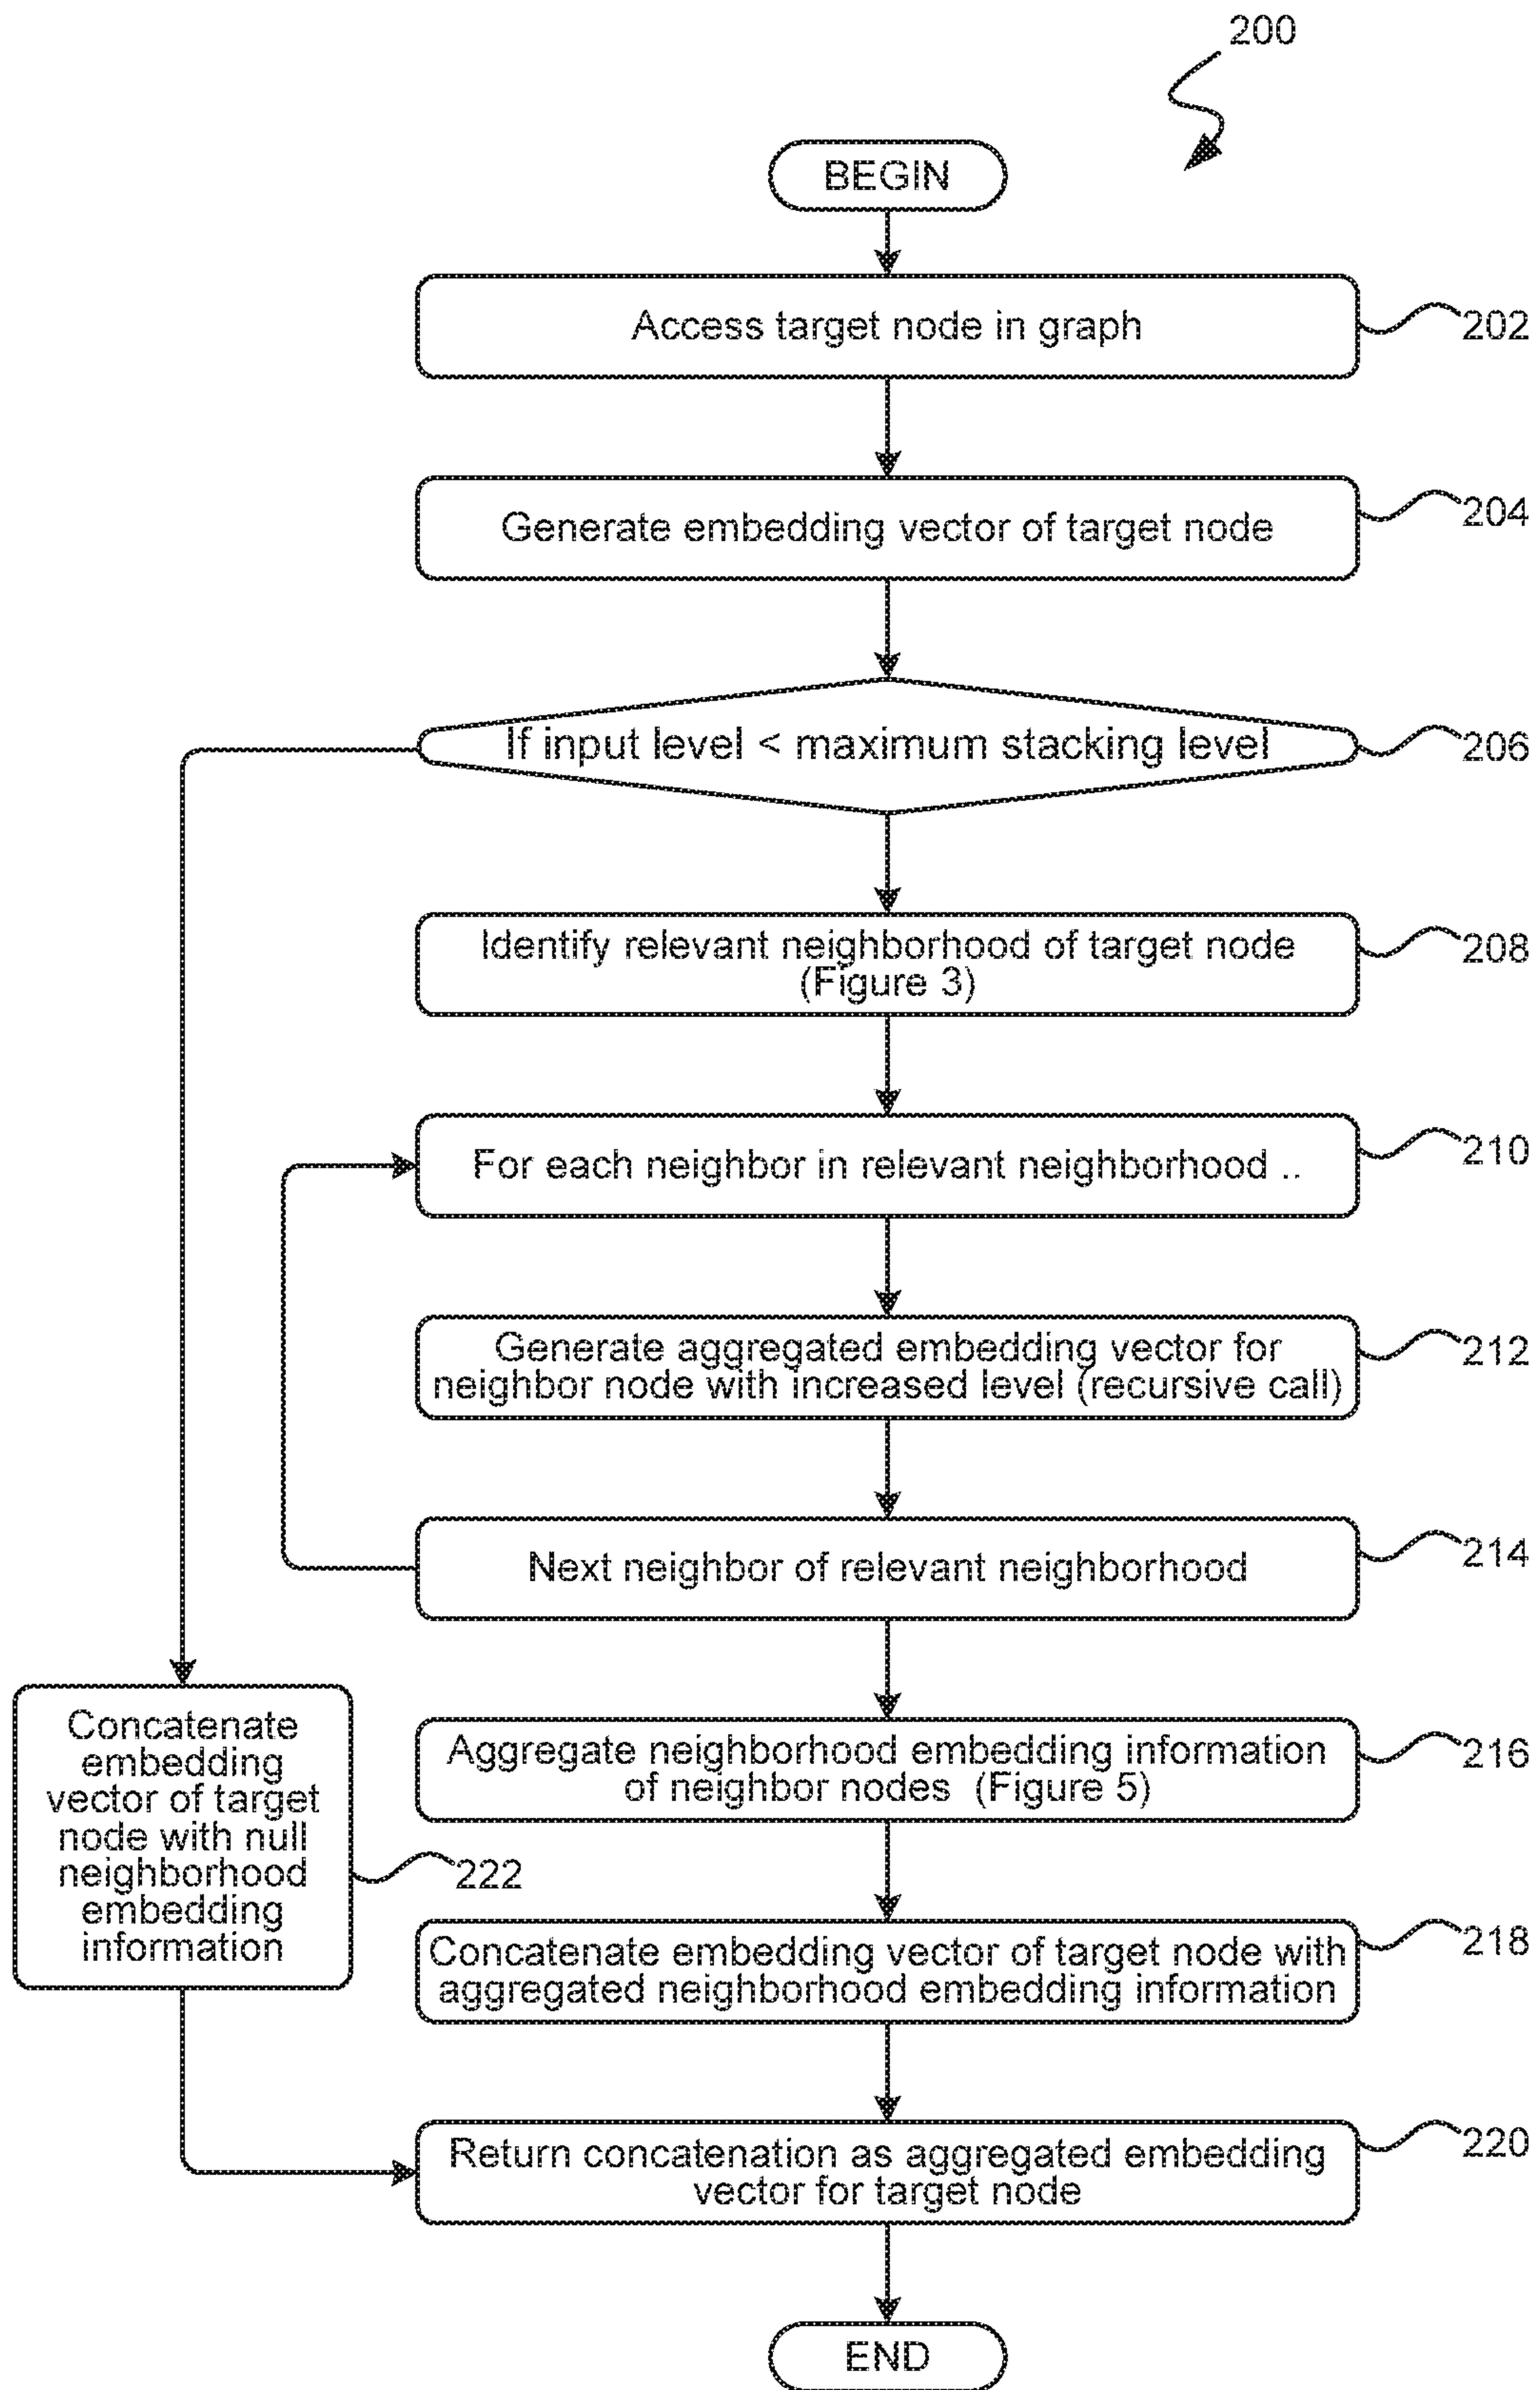 200
BEGIN
Access target node in graph
202
Generate embedding vector of target node
204
If input level < maximum stacking level
206
Identify relevant neighborhood of target node
(Figure 3)
208
For each neighbor in relevant neighborhood ..
210
Generate aggregated embedding vector for
neighbor node with increased level (recursive call)
212
Next neighbor of relevant neighborhood
214
Aggregate neighborhood embedding information
of neighbor nodes (Figure 5)
216
Concatenate
embedding
vector of target
node with null
neighborhood
embedding
information
222
Concatenate embedding vector of target node with
aggregated neighborhood embedding information
218
Return concatenation as aggregated embedding
vector for target node
220
END